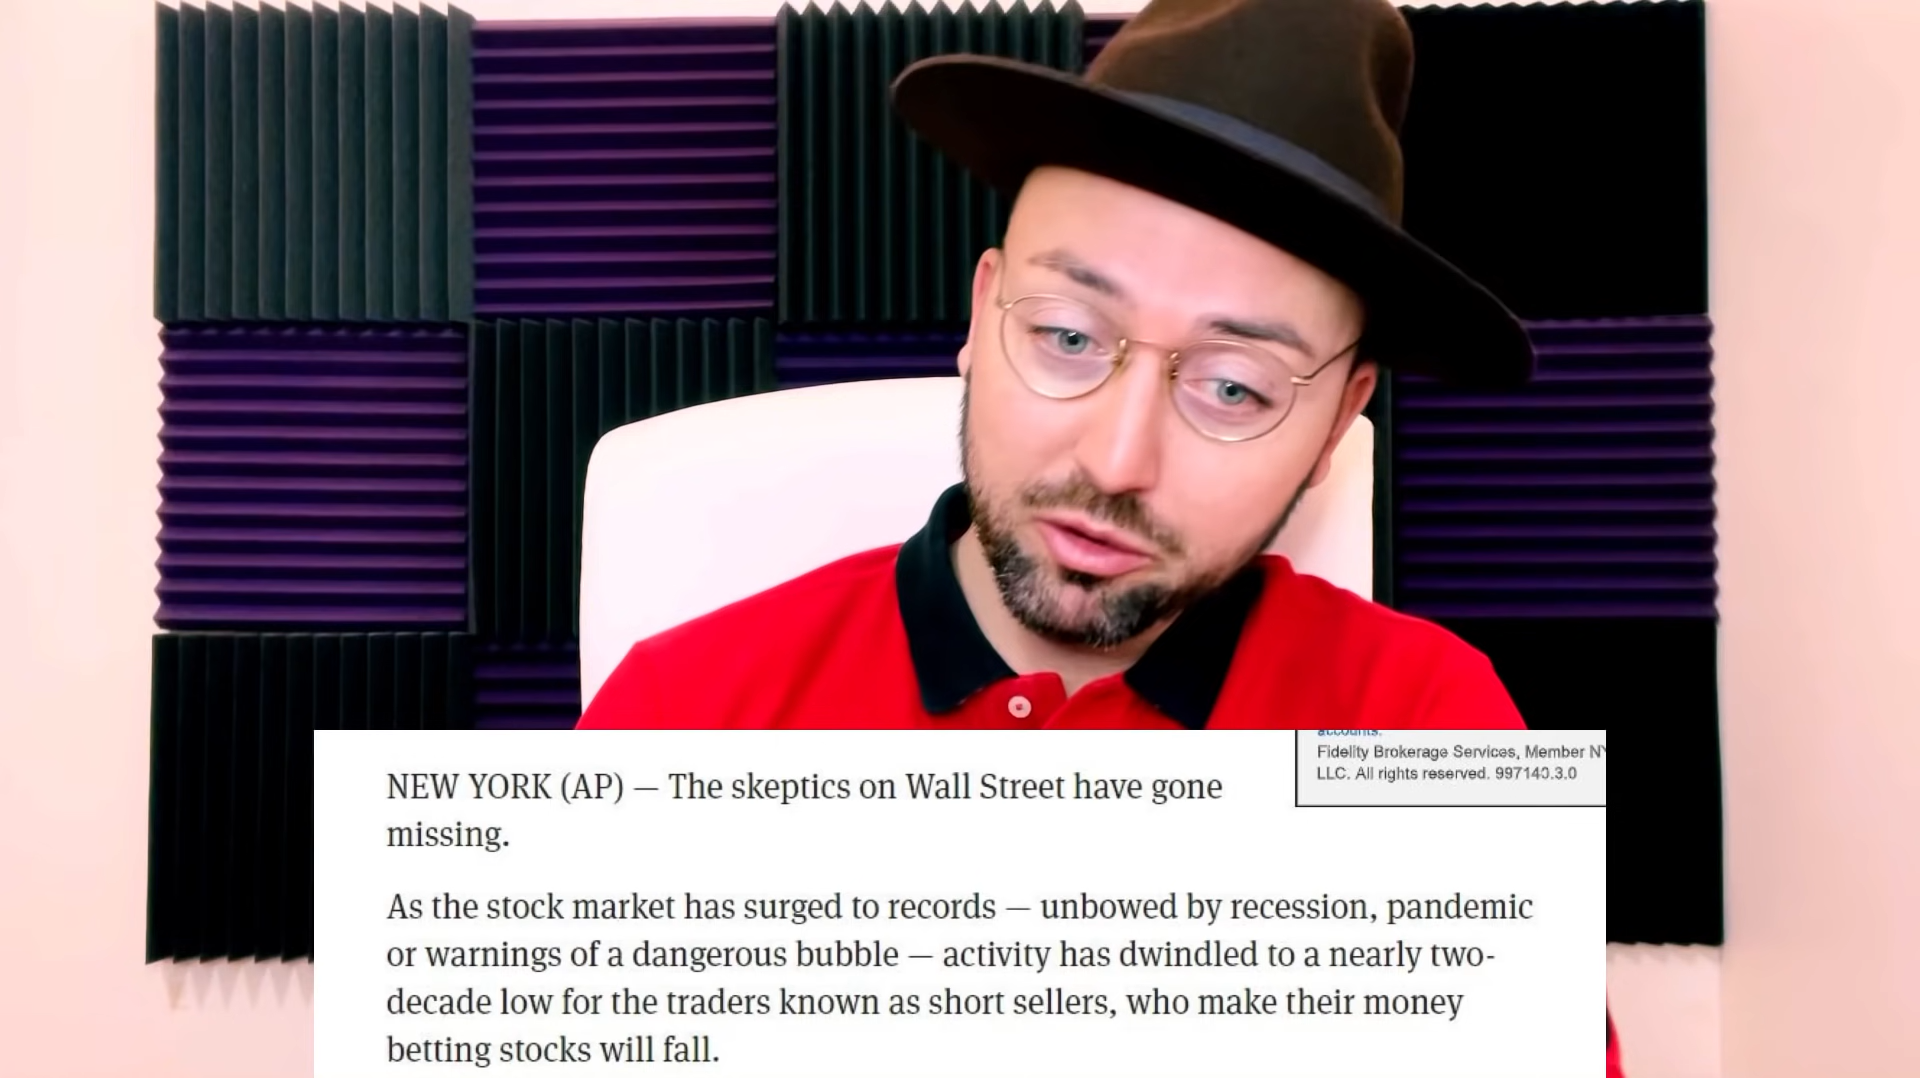 accounts.
Fidelity Brokerage Services, Member
LLC. All rights reserved. 997140.3.0
NEW YORK (AP) — The skeptics on Wall Street have gone
missing.
As the stock market has surged to records — unbowed by recession, pandemic
or warnings of a dangerous bubble — activity has dwindled to a nearly two-
decade low for the traders known as short sellers, who make their money
betting stocks will fall.